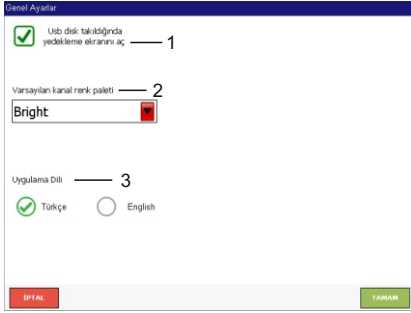 Genel Ayarlar
Usb disk takıldığında
yedekleme ekranını aç 1
Varsayılan kanal renk paleti 2
Bright
Uygulama Dili 3
Türkçe English
İPTAL TAMAM